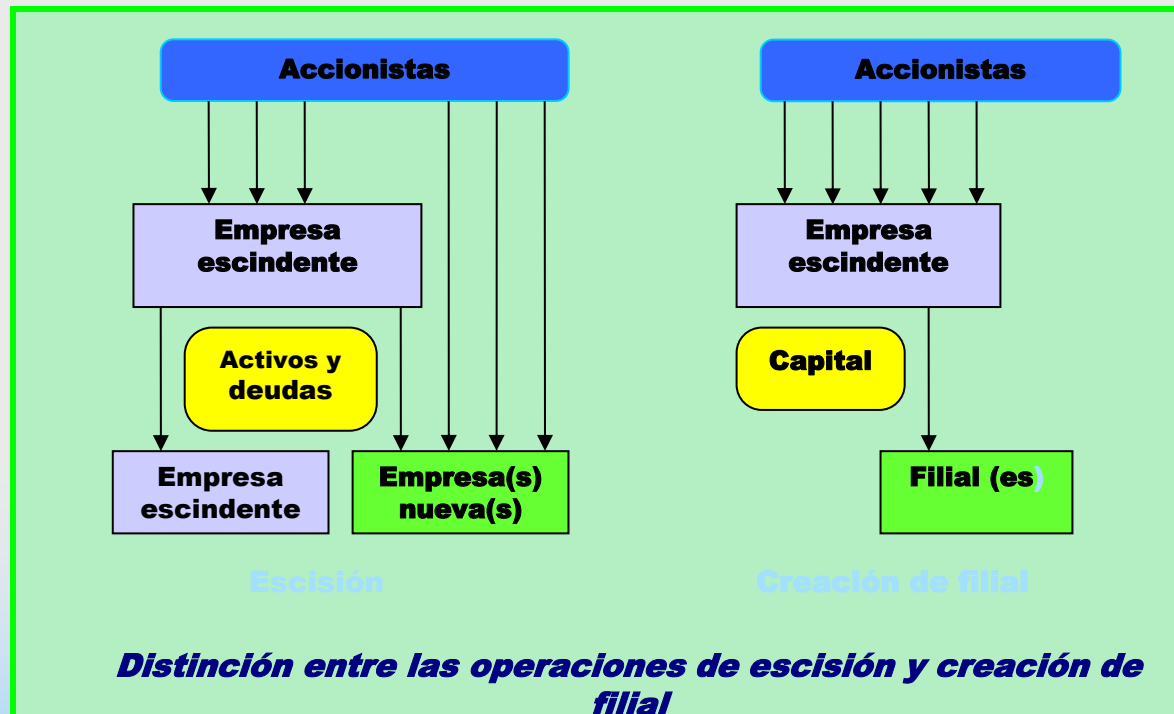 Accionistas
Accionistas
Empresa
escindente
Empresa
escindente
Activos y
deudas
Capital
Empresa
escindente
Empresa(s)
nueva(s)
Filial (es)
Escisión
Creación de filial
Distinción entre las operaciones de escisión y creación de
filial